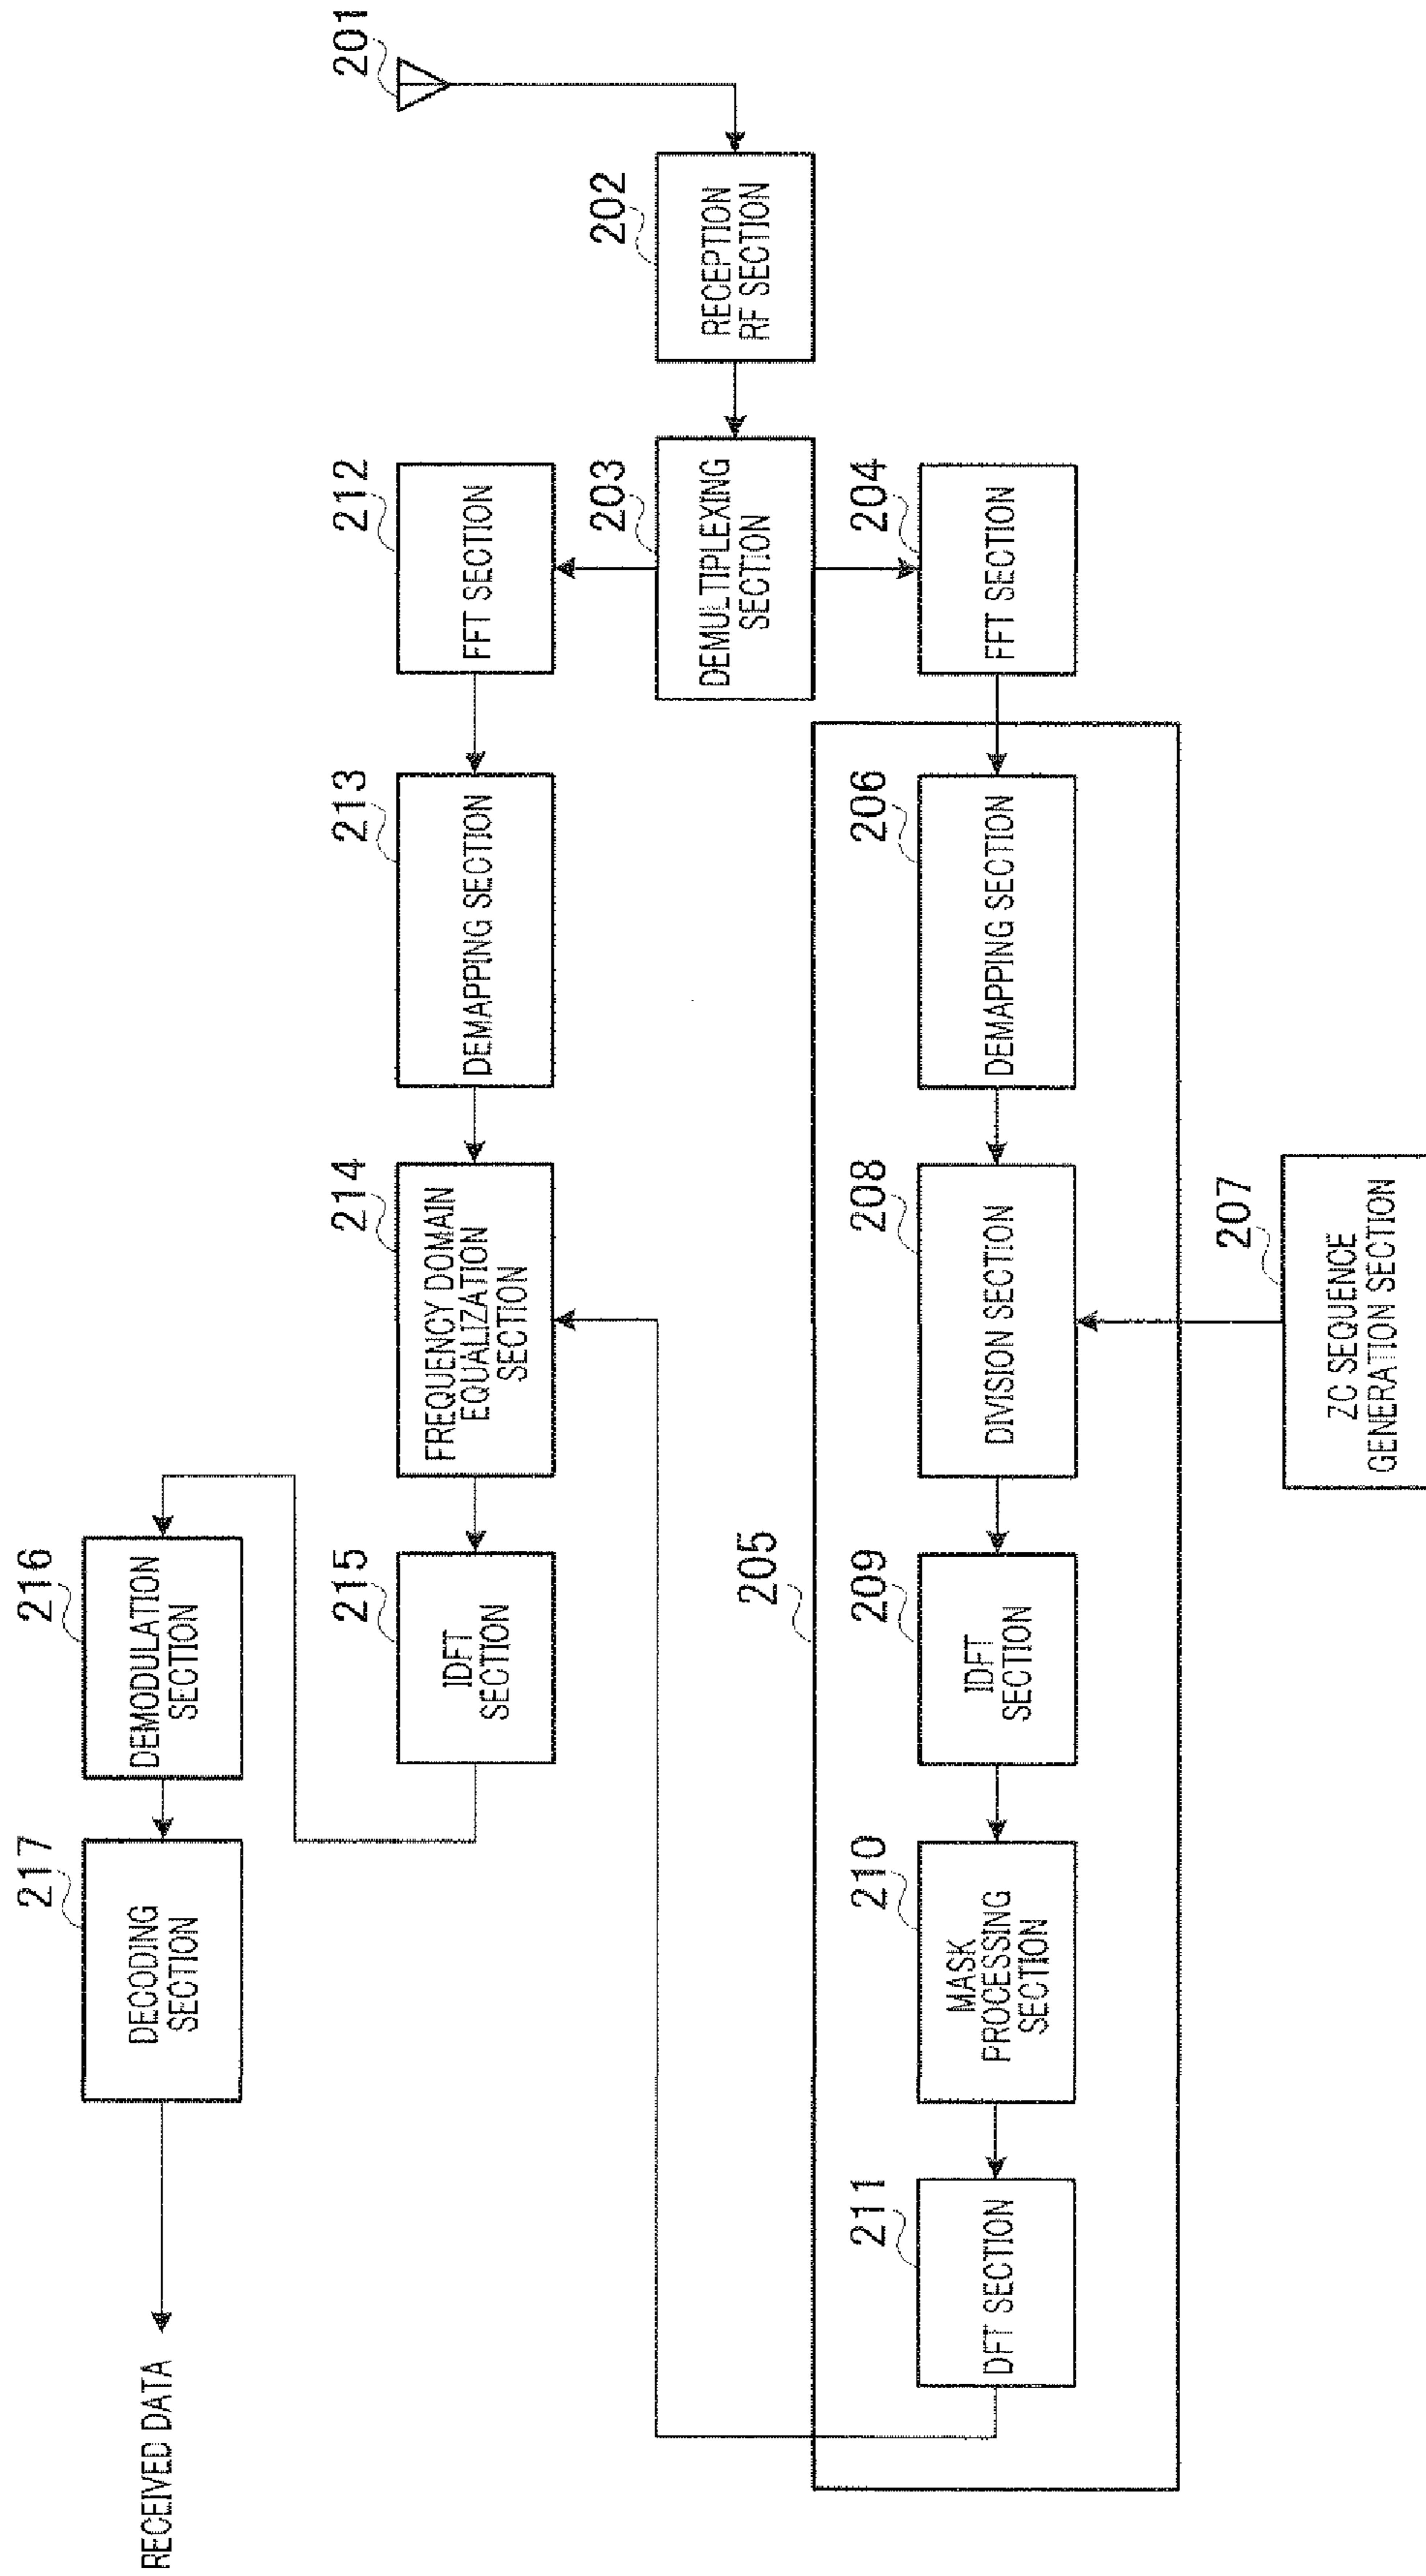 201
202
RECEPTION
RF SECTION
203
DEMULTIPLEXING
SECTION
212
FFT SECTION
213
DEMAPPING SECTION
214
FREQUENCY DOMAIN
EQUALIZATION
SECTION
215
IDFT
SECTION
216
DEMODULATION
SECTION
217
DECODING
SECTION
RECEIVED DATA
204
FFT SECTION
205
206
DEMAPPING SECTION
207
ZC SEQUENCE
GENERATION SECTION
208
DIVISION SECTION
209
IDFT
SECTION
210
MASK
PROCESSING
SECTION
211
DFT SECTION